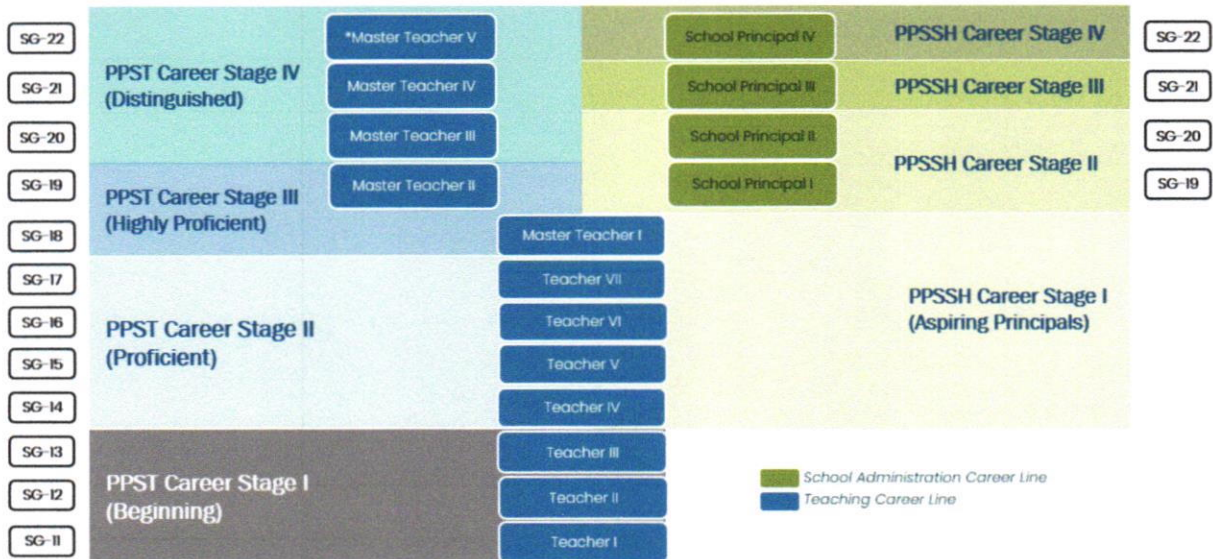 SG-22
*Master Teacher V
School Principal IV
PPSSH Career Stage IV
SG-22
PPST Career Stage IV
(Distinguished)
SG-21
Master Teacher IV
School Principal III
PPSSH Career Stage III
SG-21
SG-20
Master Teacher III
School Principal II
PPSSH Career Stage II
SG-20
SG-19
Master Teacher II
School Principal I
SG-19
PPST Career Stage III
(Highly Proficient)
SG-18
Master Teacher I
SG-17
Teacher VII
PPSSH Career Stage I
(Aspiring Principals)
SG-16
Teacher VI
PPST Career Stage II
(Proficient)
SG-15
Teacher V
SG-14
Teacher IV
SG-13
Teacher III
PPST Career Stage I
(Beginning)
SG-12
Teacher II
SG-11
Teacher I
School Administration Career Line
Teaching Career Line